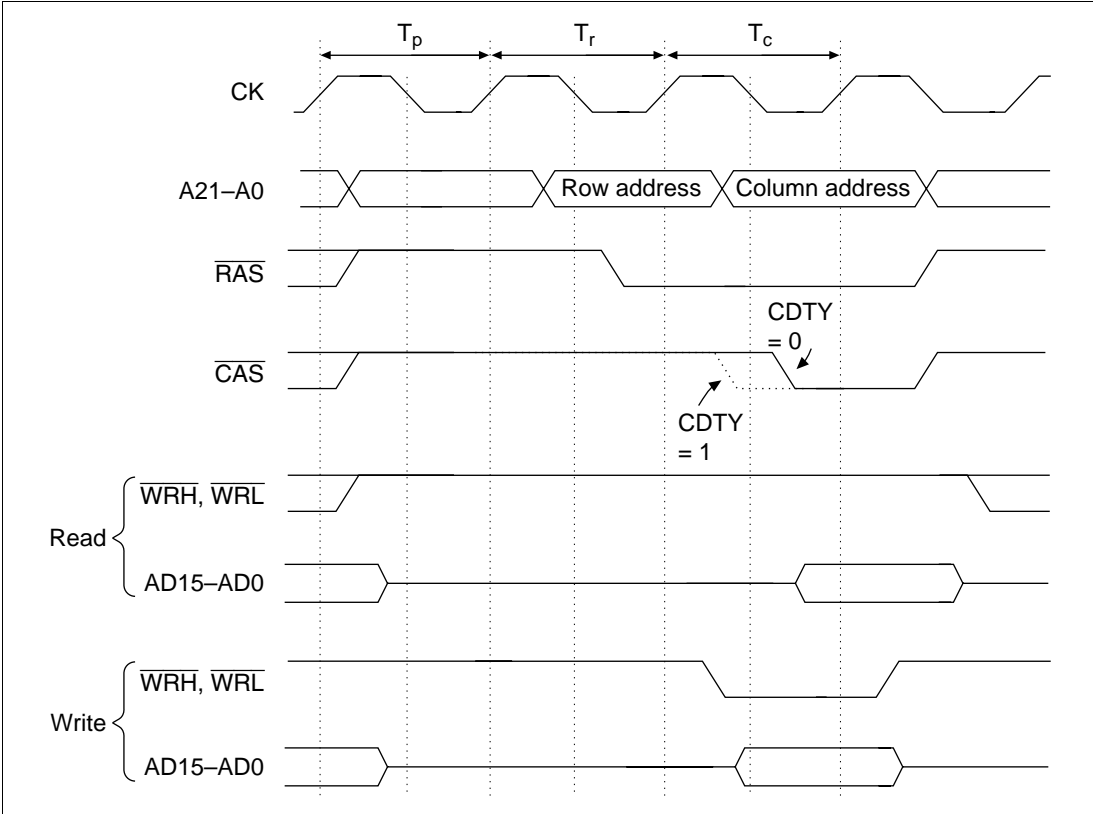 Tp Tr Tc
CK
A21–A0 Row address Column address
RAS
CDTY
= 0
CAS
CDTY
= 1
WRH, WRL
Read
AD15–AD0
WRH, WRL
Write
AD15–AD0